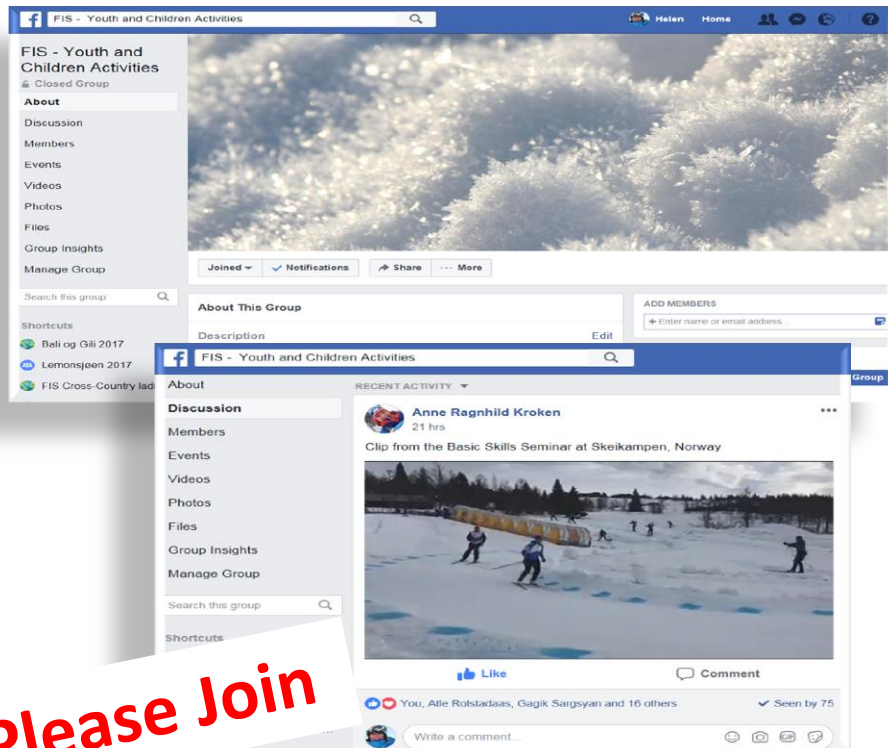 FIS - Youth and Children Activities
Helen Home
FIS - Youth and
Children Activities
Closed Group
About
Discussion
Members
Events
Videos
Photos
Files
Group Insights
Manage Group
Search this group
Shortcuts
Bali og Gili 2017
Lemonsjøen 2017
FIS Cross-Country lad
Joined Notifications Share ... More
About This Group
Description Edit
ADD MEMBERS
+ Enter name or email address...
Group
FIS - Youth and Children Activities
About
Discussion
Members
Events
Videos
Photos
Files
Group Insights
Manage Group
Search this group
Shortcuts
RECENT ACTIVITY
Anne Ragnhild Kroken
21 hrs
Clip from the Basic Skills Seminar at Skeikampen, Norway
Like Comment
You, Atle Rolstadaas, Gagik Sargsyan and 16 others Seen by 75
Write a comment...
GIF
Please Join